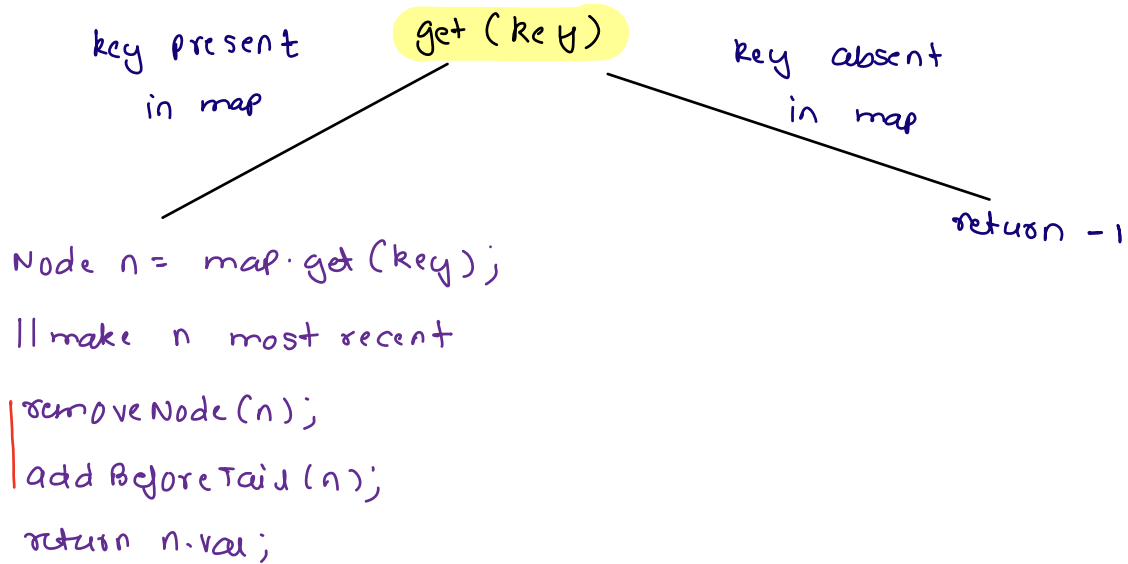 get (key)
key present
in map
key absent
in map
return -1
Node n = map.get(key);
//make n most recent
removeNode(n);
addBeforeTail(n);
return n.val;